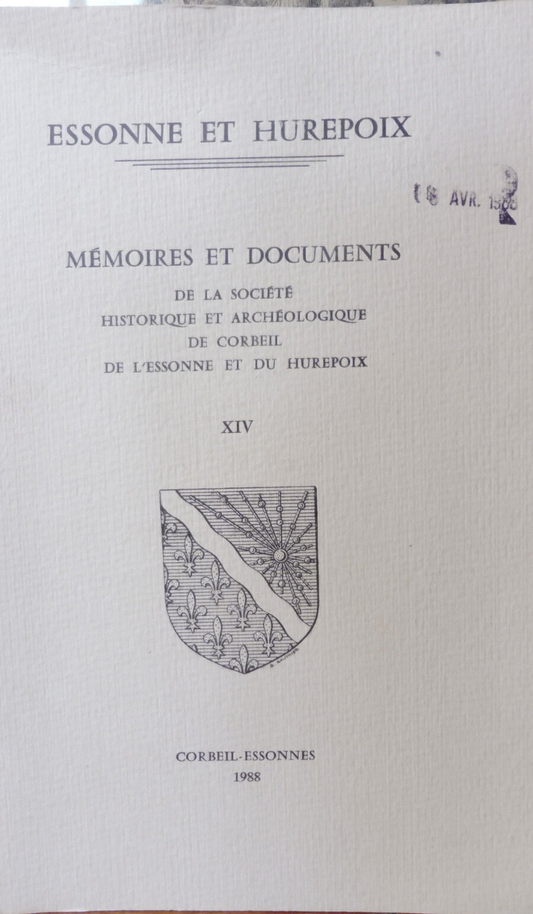 ESSONNE ET HUREPOIX
AVR.
MÉMOIRES ET DOCUMENTS
DE LA SOCIÉTÉ
HISTORIQUE ET ARCHÉOLOGIQUE
DE CORBEIL
DE L'ESSONNE ET DU HUREPOIX
XIV
CORBEIL-ESSONNES
1988